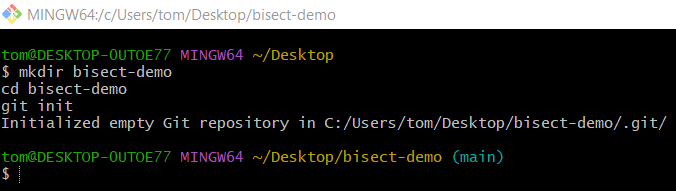 MINGW64:/c/Users/tom/Desktop/bisect-demo
tom@DESKTOP-OUTOE77 MINGW64 ~/Desktop
$ mkdir bisect-demo
cd bisect-demo
git init
Initialized empty Git repository in C:/Users/tom/Desktop/bisect-demo/.git/
tom@DESKTOP-OUTOE77 MINGW64 ~/Desktop/bisect-demo (main)
$